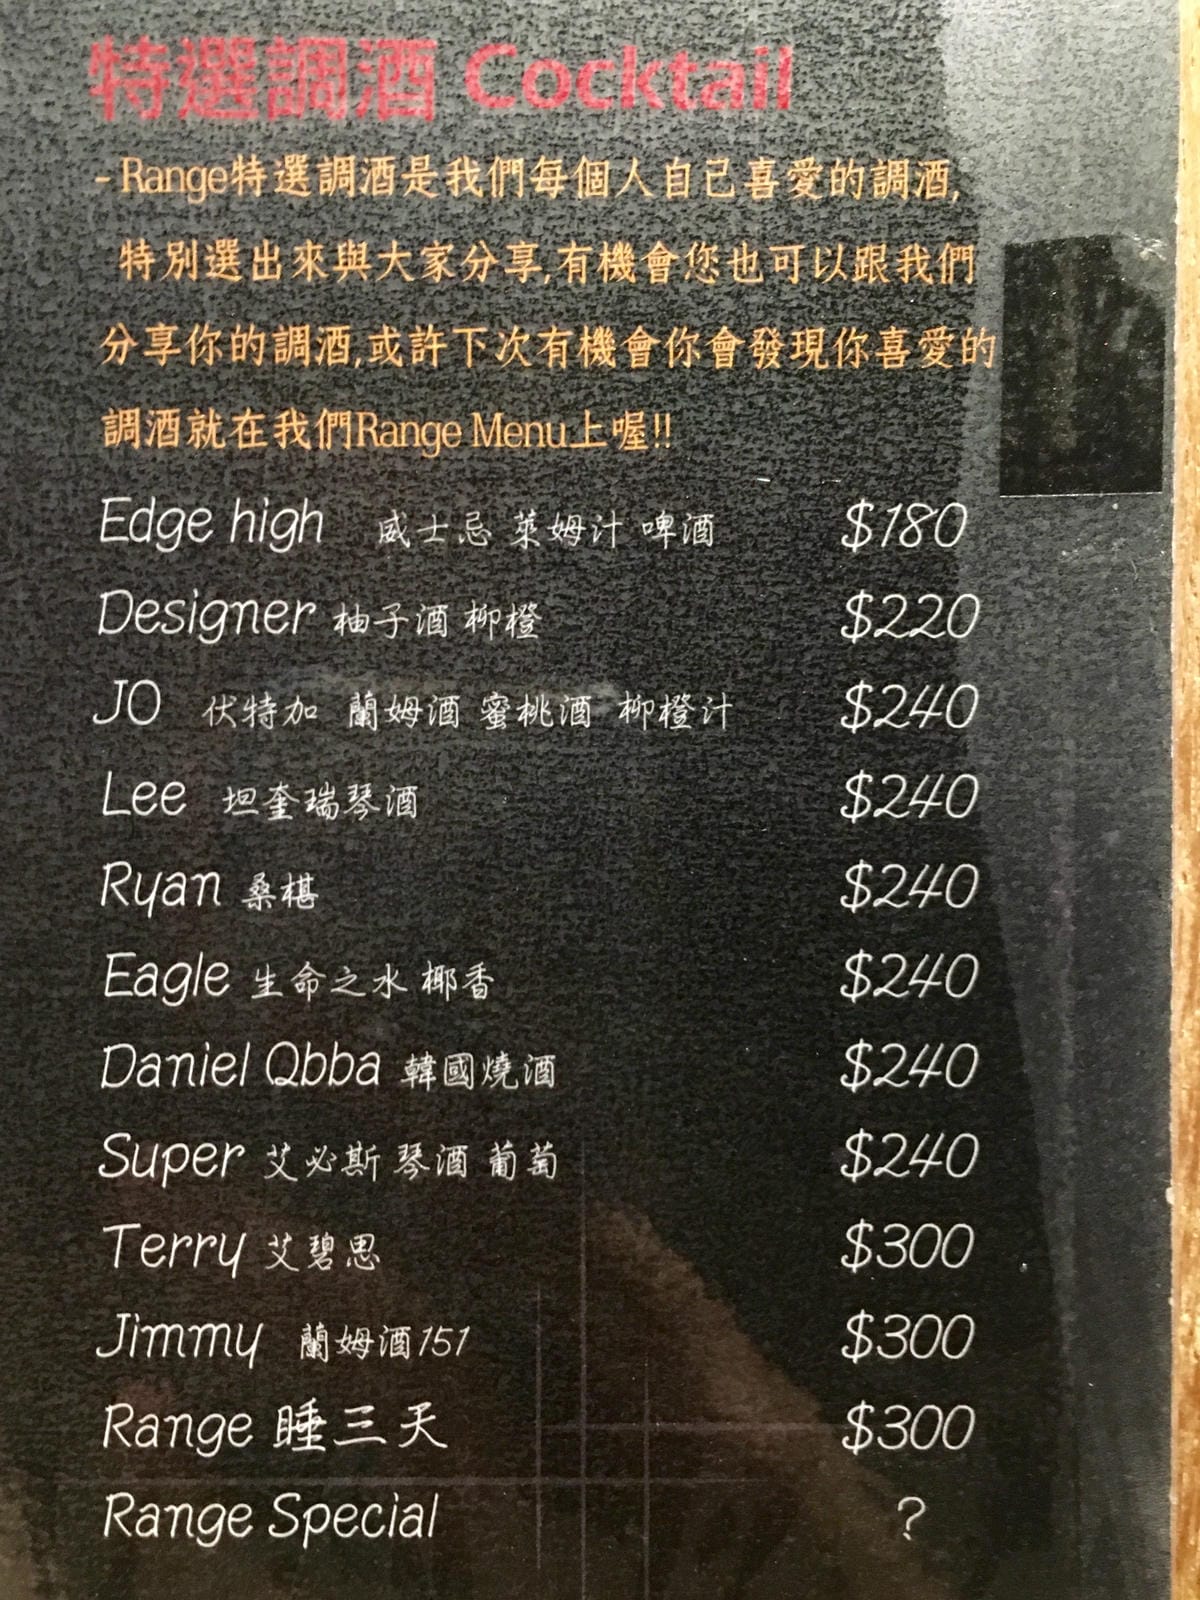 特選調酒 Cocktail
- Range特選調酒是我們每個人自己喜愛的調酒,
特別選出來與大家分享,有機會您也可以跟我們
分享你的調酒,或許下次有機會你會發現你喜愛的
調酒就在我們Range Menu上喔!!
Edge high 威士忌 萊姆汁 啤酒 $180
Designer 柚子酒 柳橙 $220
JO 伏特加 蘭姆酒 蜜桃酒 柳橙汁 $240
Lee 坦奎瑞琴酒 $240
Ryan 桑椹 $240
Eagle 生命之水 椰香 $240
Daniel Qbba 韓國燒酒 $240
Super 艾必斯 琴酒 葡萄 $240
Terry 艾碧思 $300
Jimmy 蘭姆酒151 $300
Range 睡三天 $300
Range Special ?